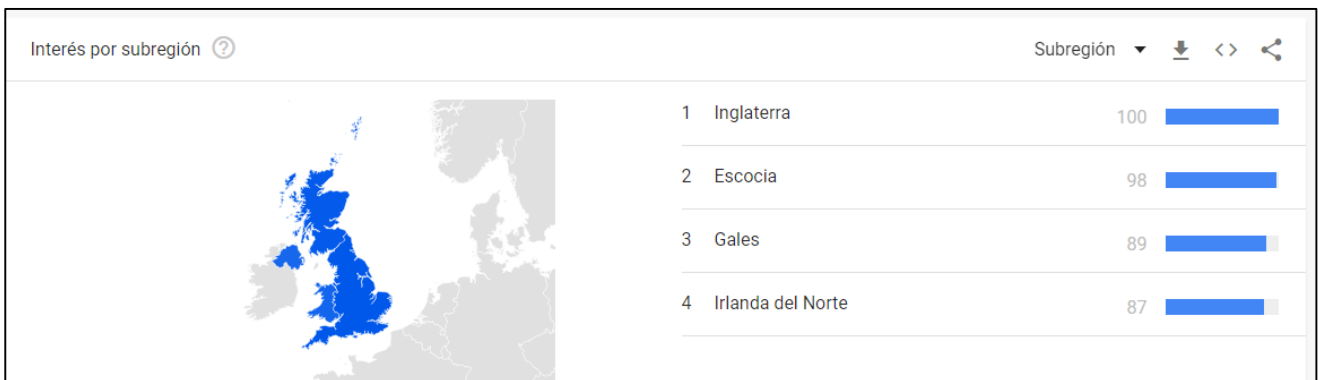 Interés por subregión
Subregión
1 Inglaterra 100
2 Escocia 98
3 Gales 89
4 Irlanda del Norte 87